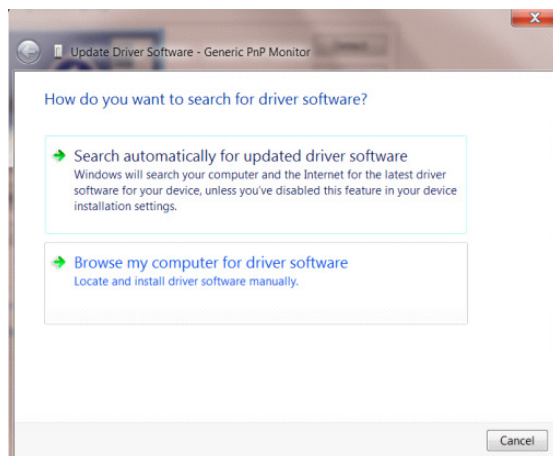 Update Driver Software - Generic PnP Monitor
How do you want to search for driver software?
Search automatically for updated driver software
Windows will search your computer and the Internet for the latest driver
software for your device, unless you've disabled this feature in your device
installation settings.
Browse my computer for driver software
Locate and install driver software manually.
Cancel